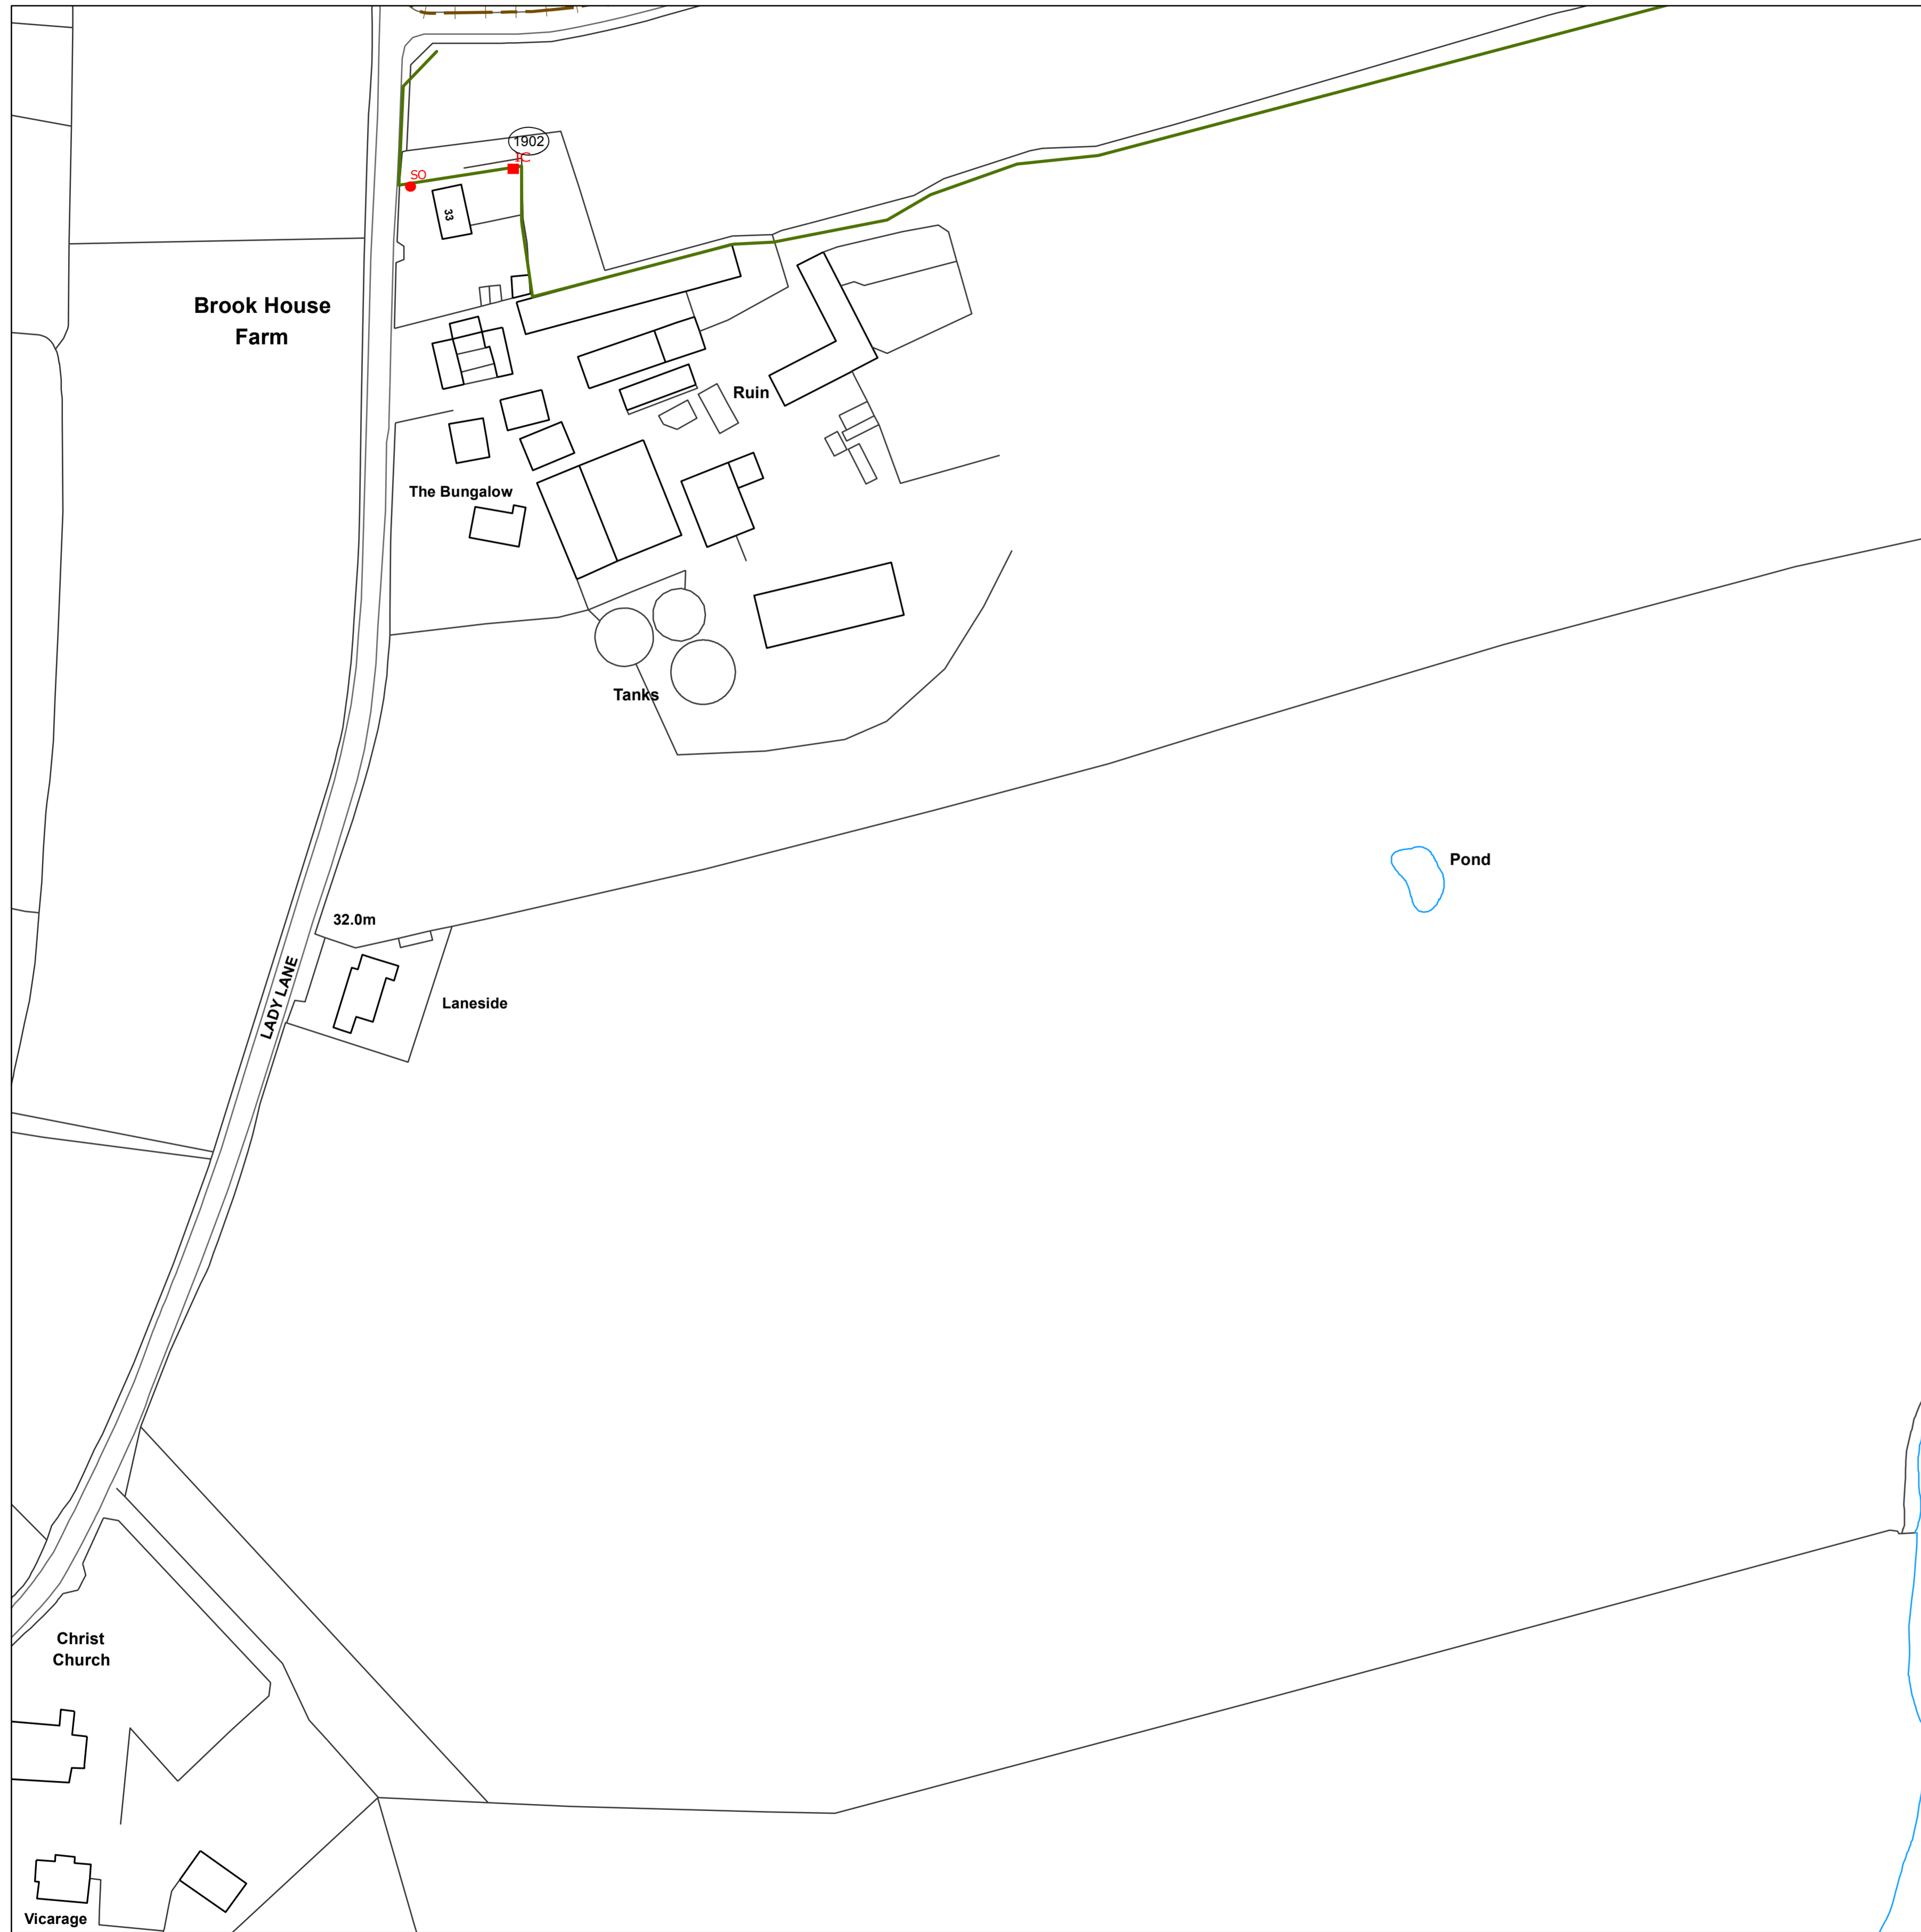 1902
TC
SO
33
Brook House
Farm
Ruin
The Bungalow
Tanks
Pond
32.0m
LADY LANE
Laneside
Christ
Church
Vicarage